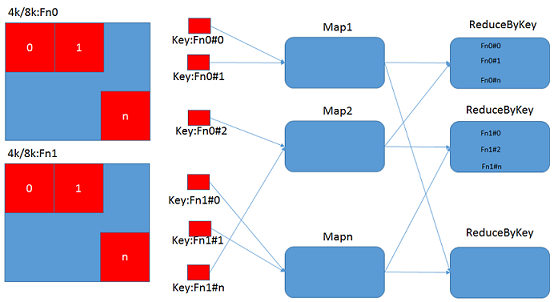 4k/8k:Fn0
0 1
n
4k/8k:Fn1
0 1
n
Key:Fn0#0
Key:Fn0#1
Key:Fn0#2
Key:Fn1#0
Key:Fn1#1
Key:Fn1#n
Map1
Map2
Mapn
ReduceByKey
Fn0#0
Fn0#1
Fn0#n
ReduceByKey
Fn1#0
Fn1#2
Fn1#n
ReduceByKey